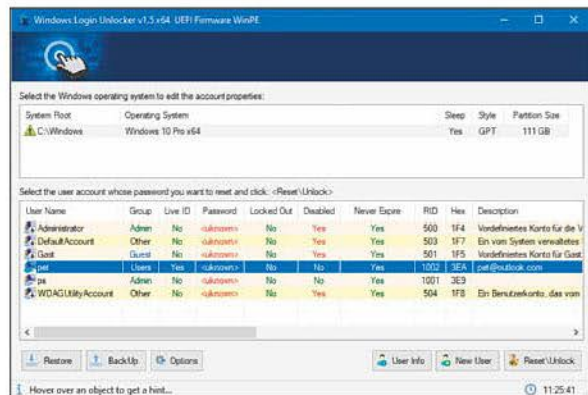 Windows Login Unlocker v1.5 x64 UEFI Firmware WinPE
Select the Windows operating system to edit the account properties:
System Root Operating System Sleep Style Partition Size
C:\Windows Windows 10 Pro x64 Yes GPT 111 GB
Select the user account whose password you want to reset and click: <Reset\Unlock>
User Name Group Live ID Password Locked Out Disabled Never Expire RID Hex Description
Administrator Admin No <uknown> No Yes Yes 500 1F4 Vordefiniertes Konto für die V
DefaultAccount Other No <uknown> No Yes Yes 503 1F7 Ein vom System verwaltetes
Gast Guest No <uknown> No Yes Yes 501 1F5 Vordefiniertes Konto für Gast
pet Users Yes <uknown> No No Yes 1002 3EA pet@outlook.com
ps Admin No <uknown> No No Yes 1001 3E9
WDAGUtilityAccount Other No <uknown> No Yes Yes 504 1F8 Ein Benutzerkonto, das vom
Restore BackUp Options User Info New User Reset\Unlock
Hover over an object to get a hint... 11:25:41